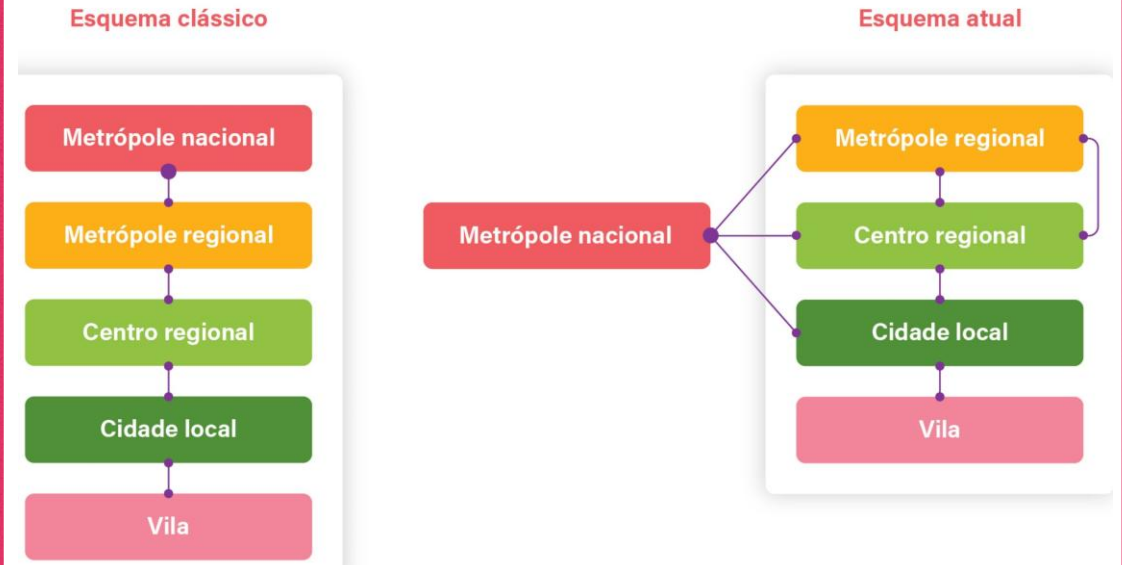 Esquema clássico
Metrópole nacional
Metrópole regional
Centro regional
Cidade local
Vila
Esquema atual
Metrópole nacional
Metrópole regional
Centro regional
Cidade local
Vila